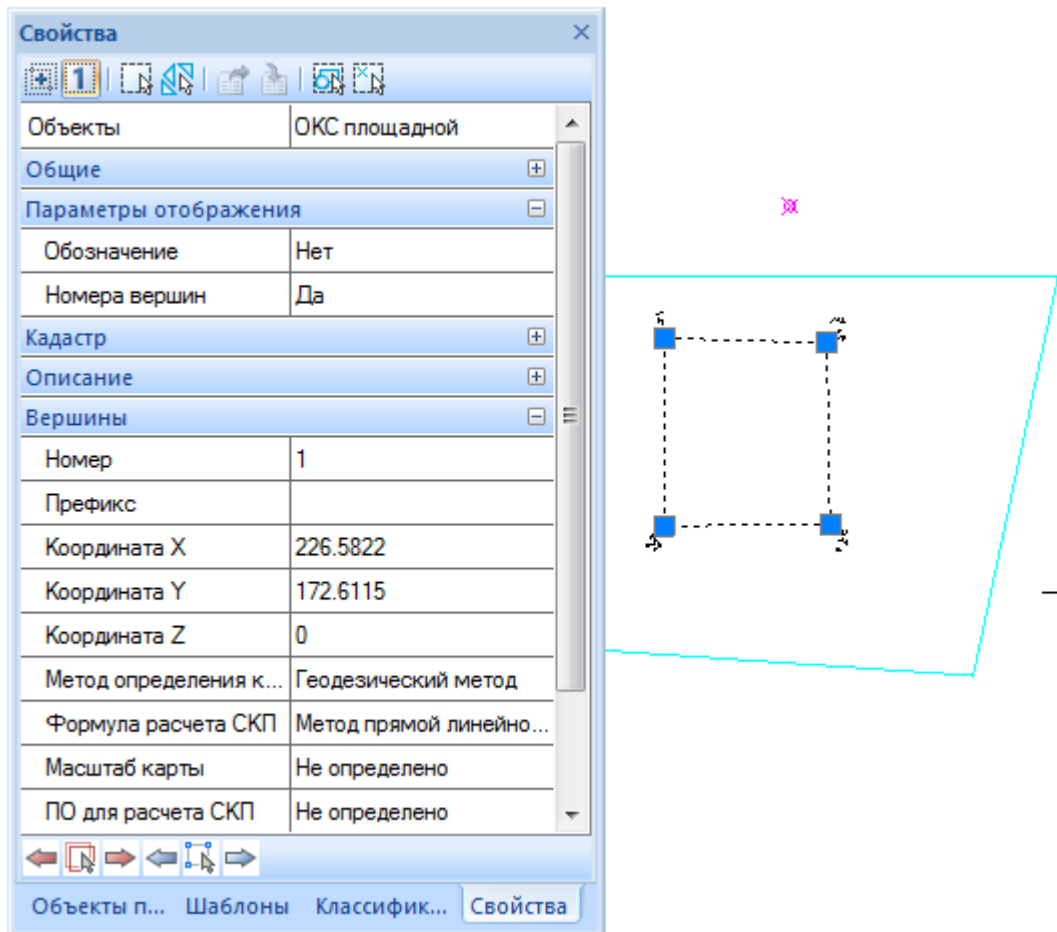 Свойства
1
Объекты ОКС площадной
Общие
Параметры отображения
Обозначение Нет
Номера вершин Да
Кадастр
Описание
Вершины
Номер 1
Префикс
Координата X 226.5822
Координата Y 172.6115
Координата Z 0
Метод определения к... Геодезический метод
Формула расчета СКП Метод прямой линейно...
Масштаб карты Не определено
ПО для расчета СКП Не определено
Объекты п... Шаблоны Классифик... Свойства